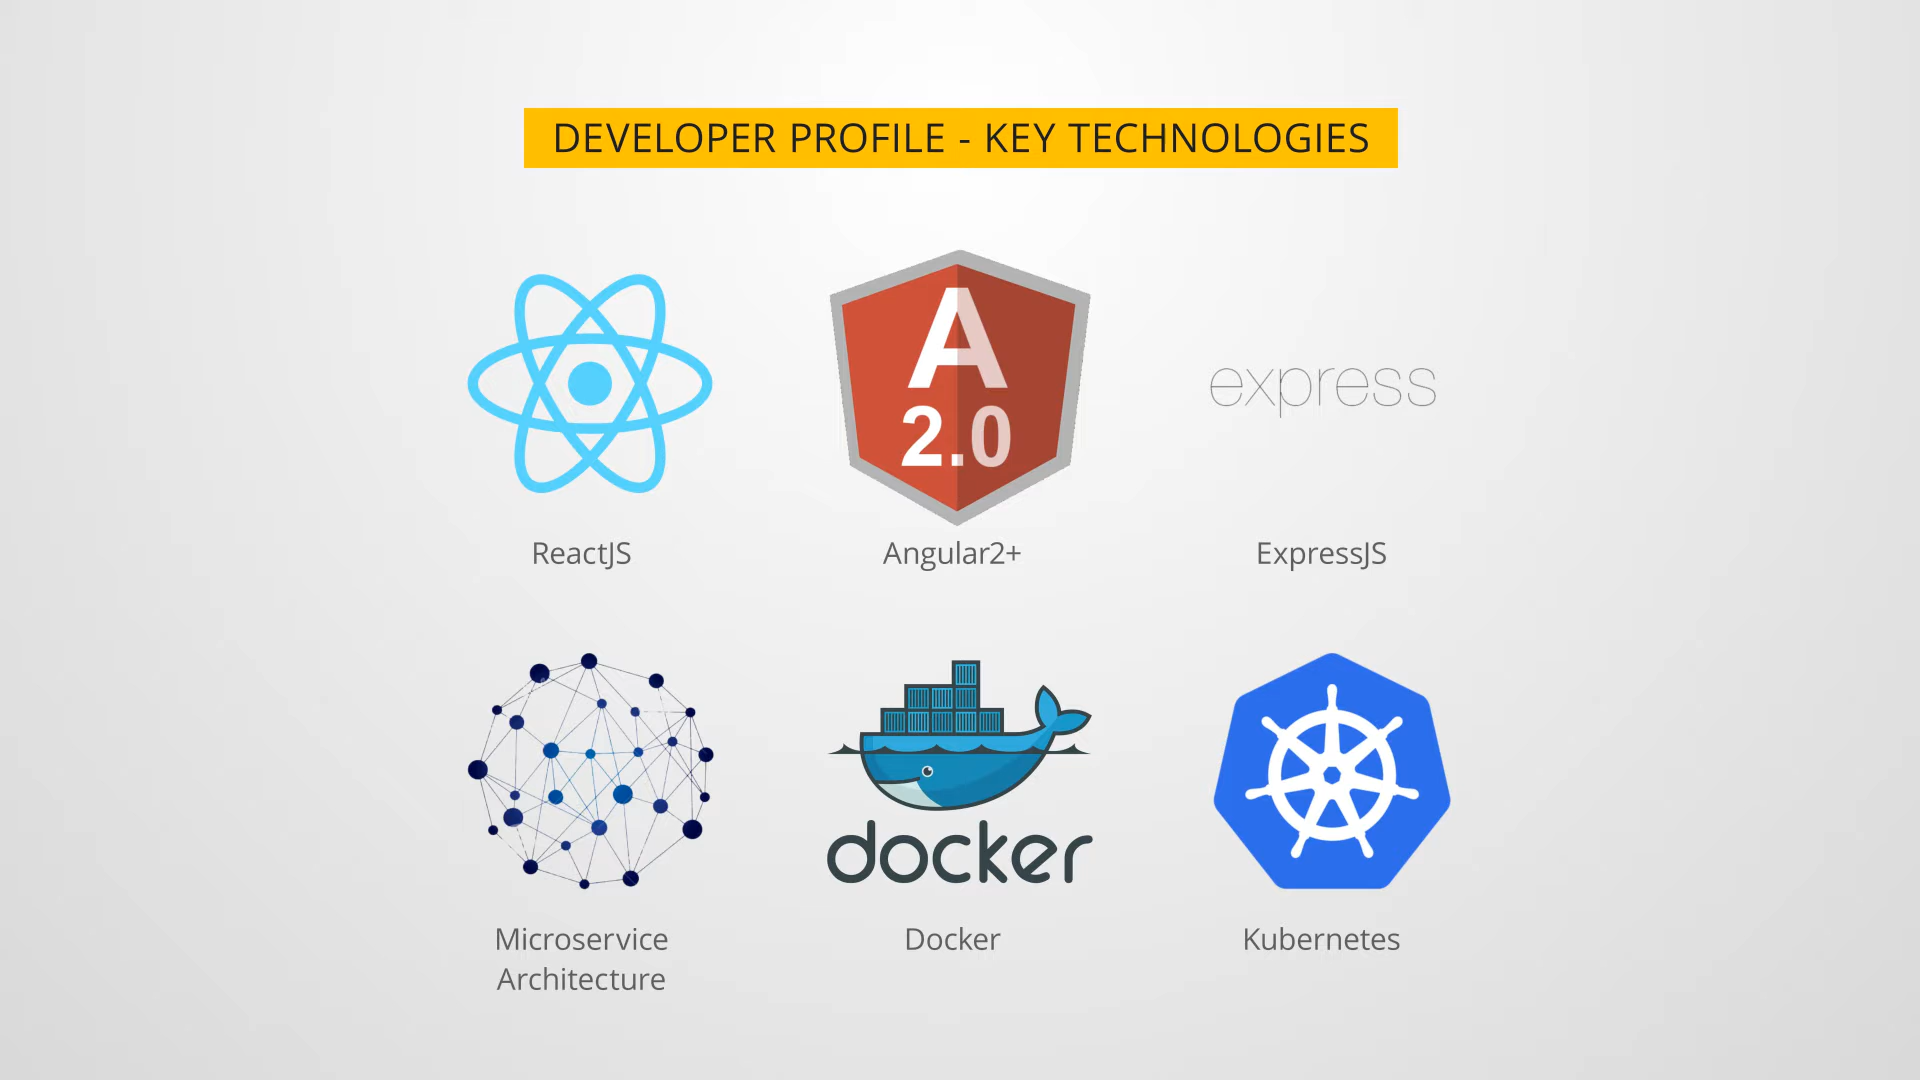 DEVELOPER PROFILE - KEY TECHNOLOGIES
A
2.0
express
ReactJS
Angular2+
ExpressJS
docker
Microservice
Architecture
Docker
Kubernetes